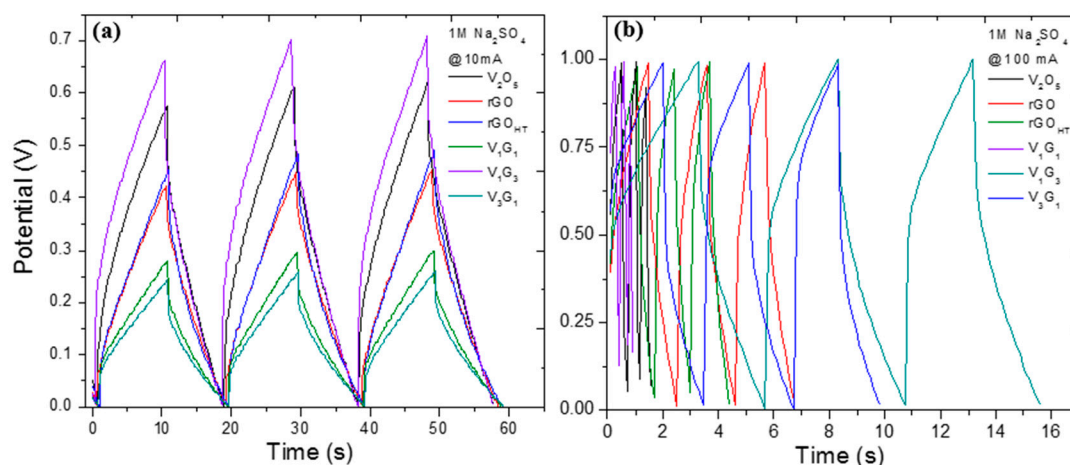 (a)
1M Na₂SO₄
@10mA
V₂O₅
rGO
rGO_HT
V₁G₁
V₁G₃
V₃G₁
Potential (V)
0.7
0.6
0.5
0.4
0.3
0.2
0.1
0.0
0 10 20 30 40 50 60
Time (s)
(b)
1M Na₂SO₄
@100 mA
V₂O₅
rGO
rGO_HT
V₁G₁
V₁G₃
V₃G₁
1.00
0.75
0.50
0.25
0.00
0 2 4 6 8 10 12 14 16
Time (s)